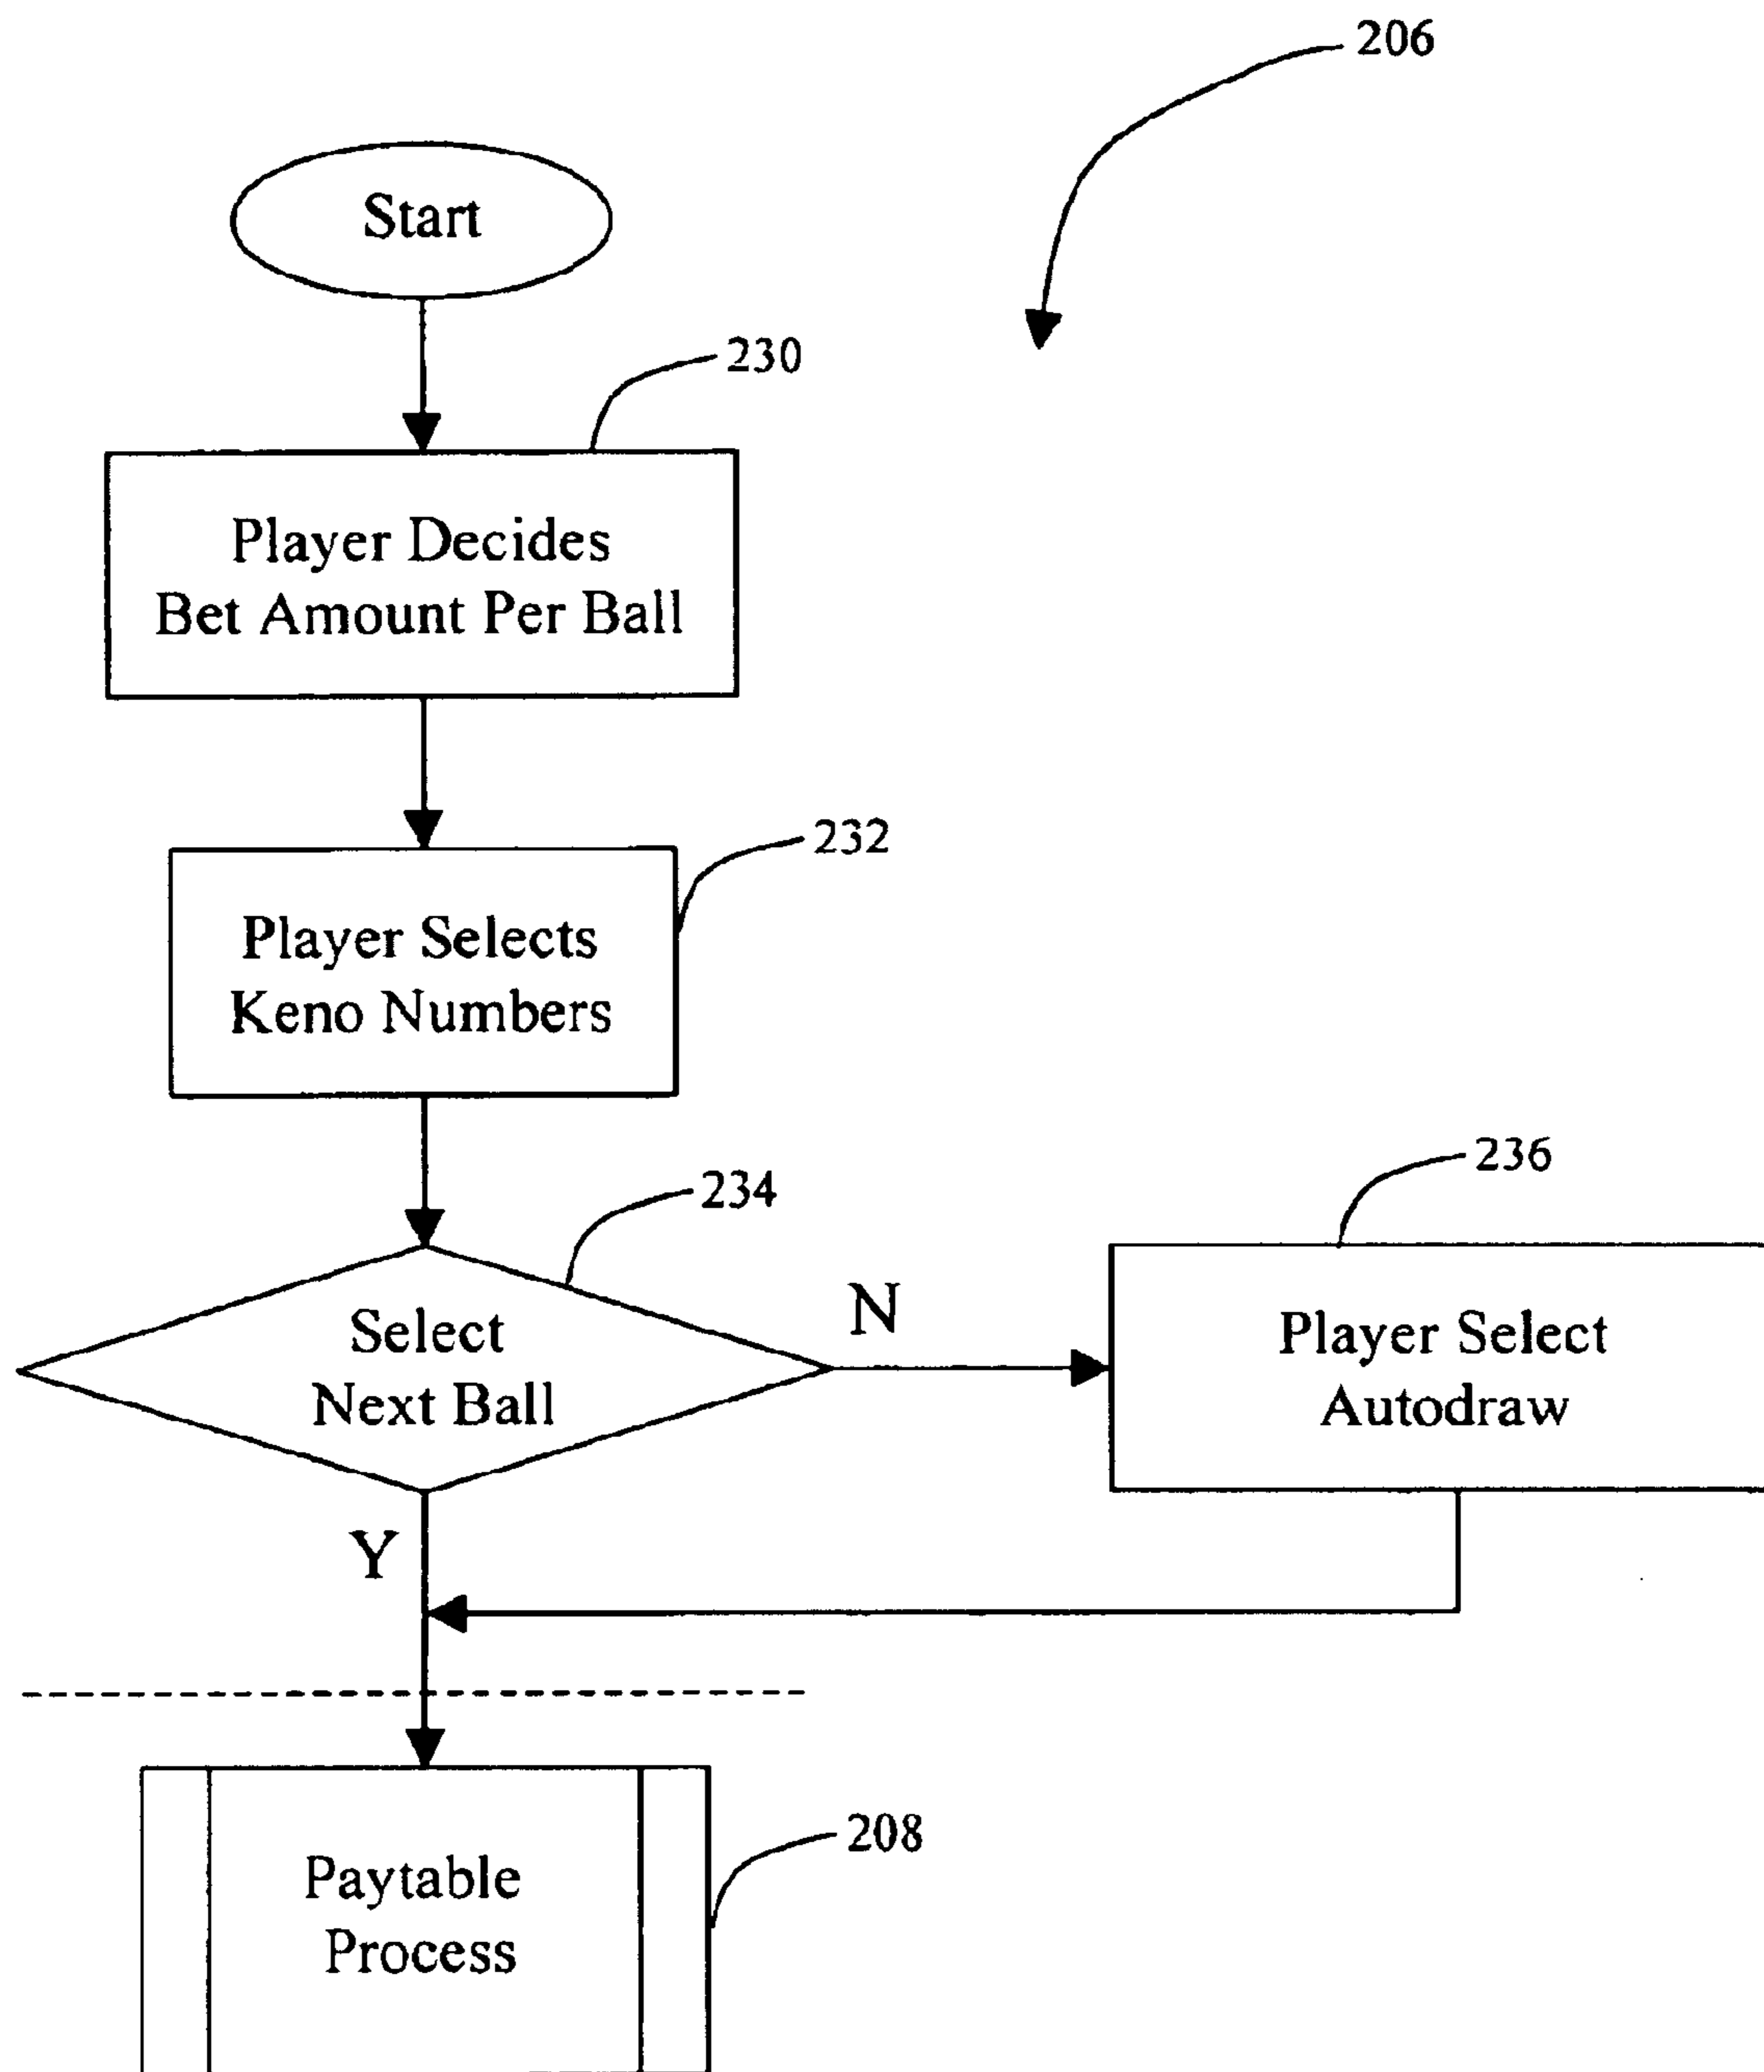 206
Start
230
Player Decides
Bet Amount Per Ball
232
Player Selects
Keno Numbers
234
236
Select
Next Ball
N
Player Select
Autodraw
Y
208
Paytable
Process